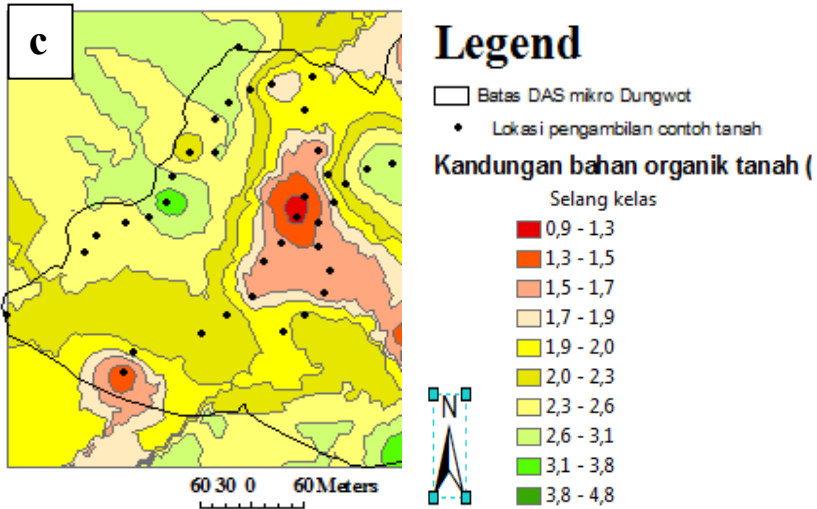 c
Legend
Batas DAS mikro Dungwot
Lokasi pengambilan contoh tanah
Kandungan bahan organik tanah (
Selang kelas
0,9 - 1,3
1,3 - 1,5
1,5 - 1,7
1,7 - 1,9
1,9 - 2,0
2,0 - 2,3
2,3 - 2,6
2,6 - 3,1
3,1 - 3,8
3,8 - 4,8
N
60 30 0 60 Meters